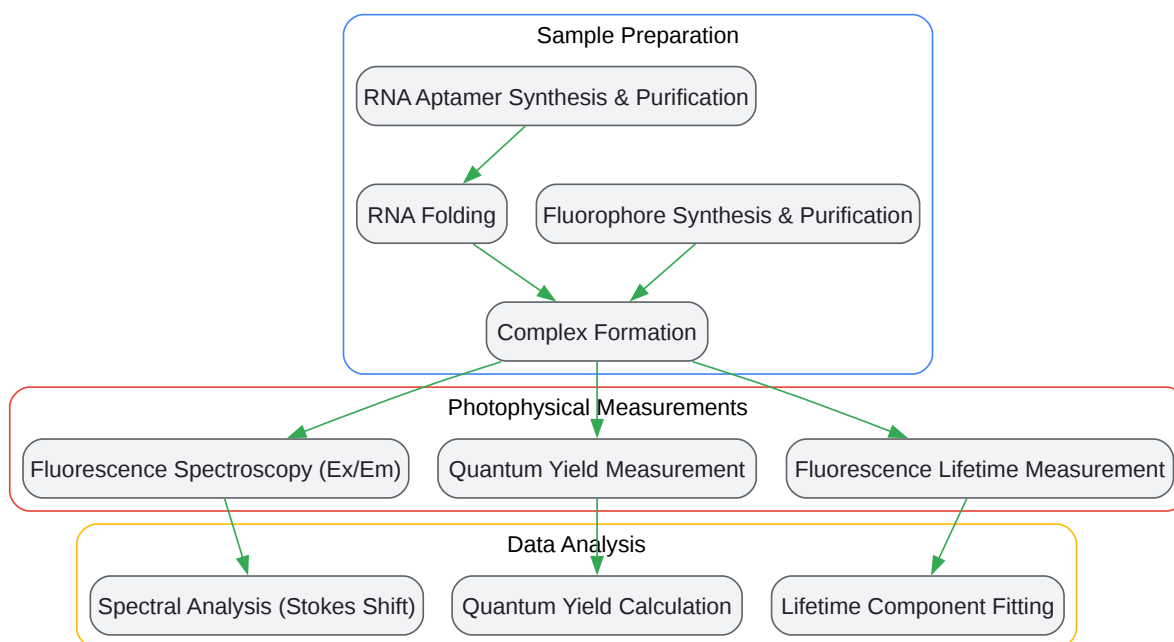 Sample Preparation
RNA Aptamer Synthesis & Purification
RNA Folding
Fluorophore Synthesis & Purification
Complex Formation
Photophysical Measurements
Fluorescence Spectroscopy (Ex/Em)
Quantum Yield Measurement
Fluorescence Lifetime Measurement
Data Analysis
Spectral Analysis (Stokes Shift)
Quantum Yield Calculation
Lifetime Component Fitting